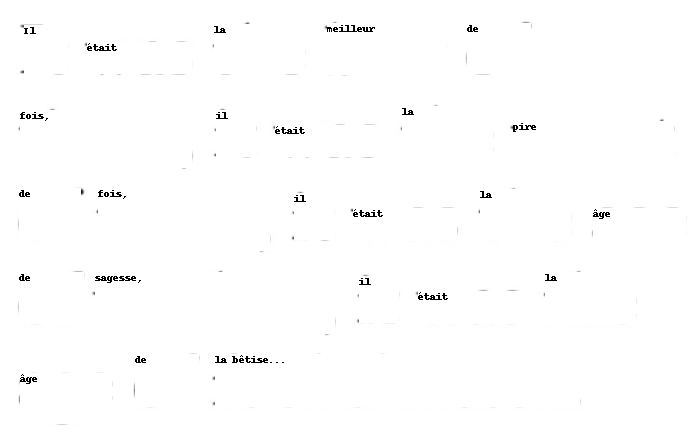 Il était la meilleur de
fois, il était la pire
de fois, il était la âge
de sagesse, il était la
âge de la bêtise...